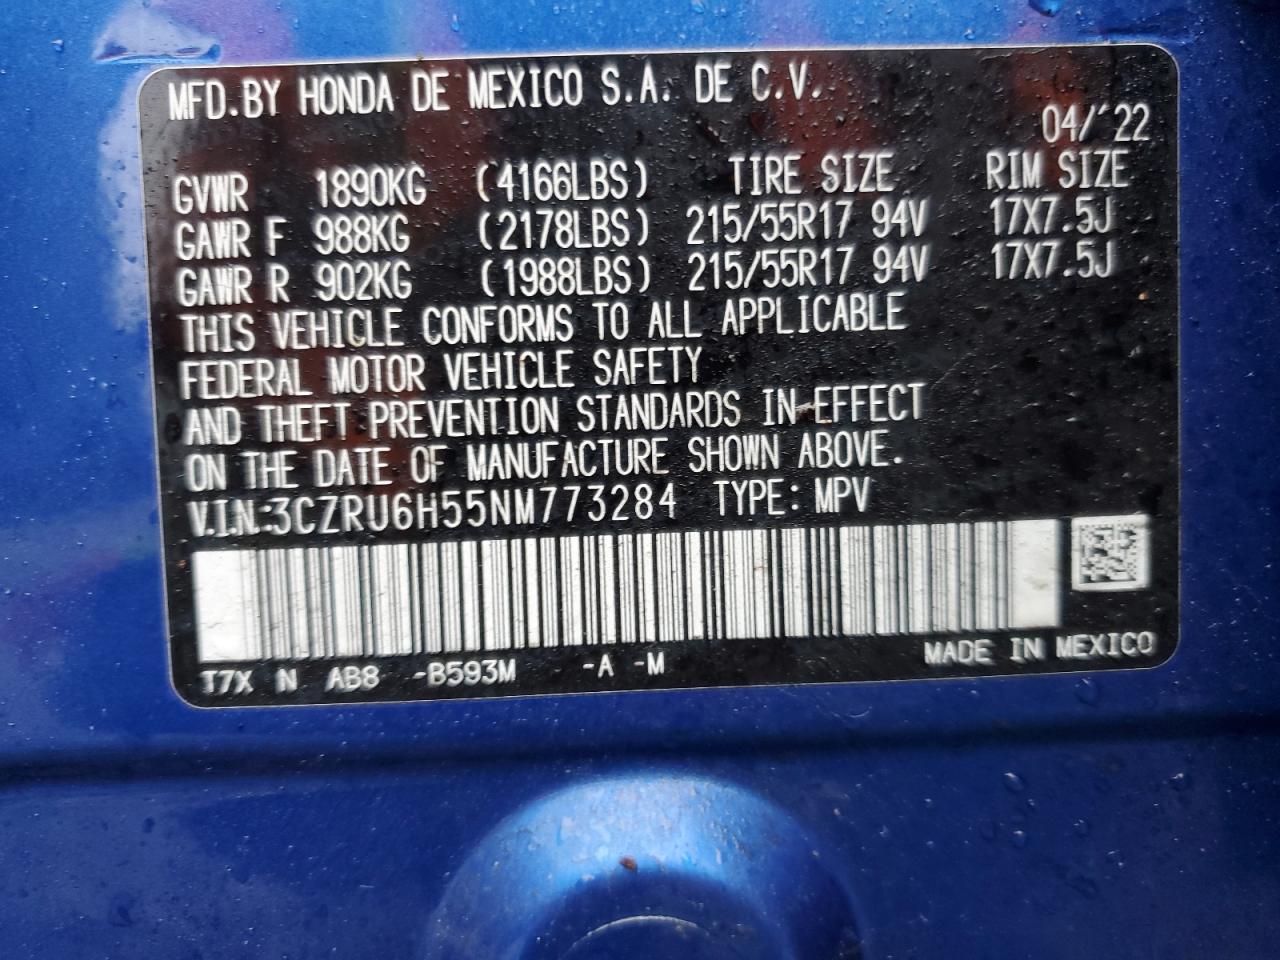 MFD.BY HONDA DE MEXICO S.A. DE C.V.
04/'22
GVWR 1890KG (4166LBS) TIRE SIZE RIM SIZE
GAWR F 988KG (2178LBS) 215/55R17 94V 17X7.5J
GAWR R 902KG (1988LBS) 215/55R17 94V 17X7.5J
THIS VEHICLE CONFORMS TO ALL APPLICABLE
FEDERAL MOTOR VEHICLE SAFETY
AND THEFT PREVENTION STANDARDS IN EFFECT
ON THE DATE OF MANUFACTURE SHOWN ABOVE.
V.I.N.:3CZRU6H55NM773284 TYPE: MPV
MADE IN MEXICO
T7X N AB8 -B593M -A -M